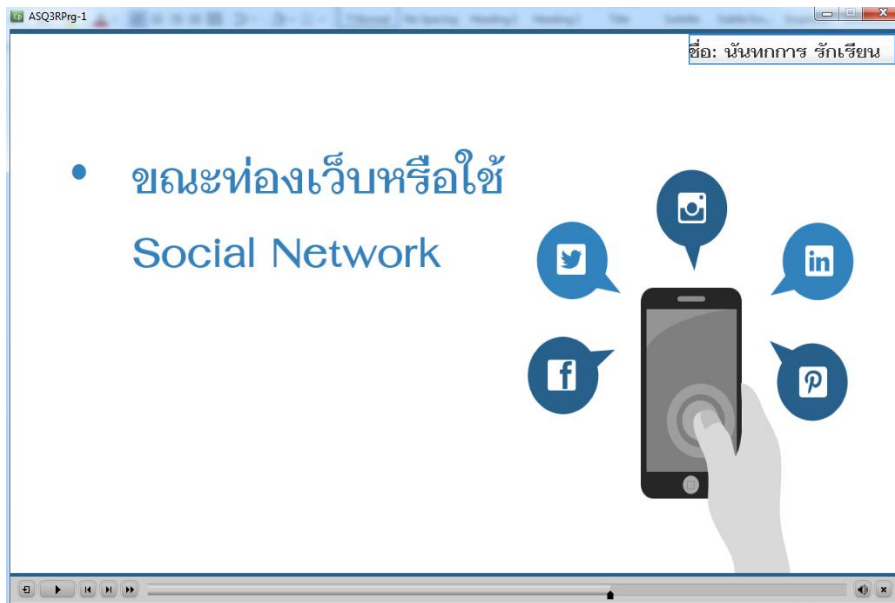 ASQ3RPrg-1
ชื่อ: นันทกการ รักเรียน
• ขณะท่องเว็บหรือใช้
Social Network